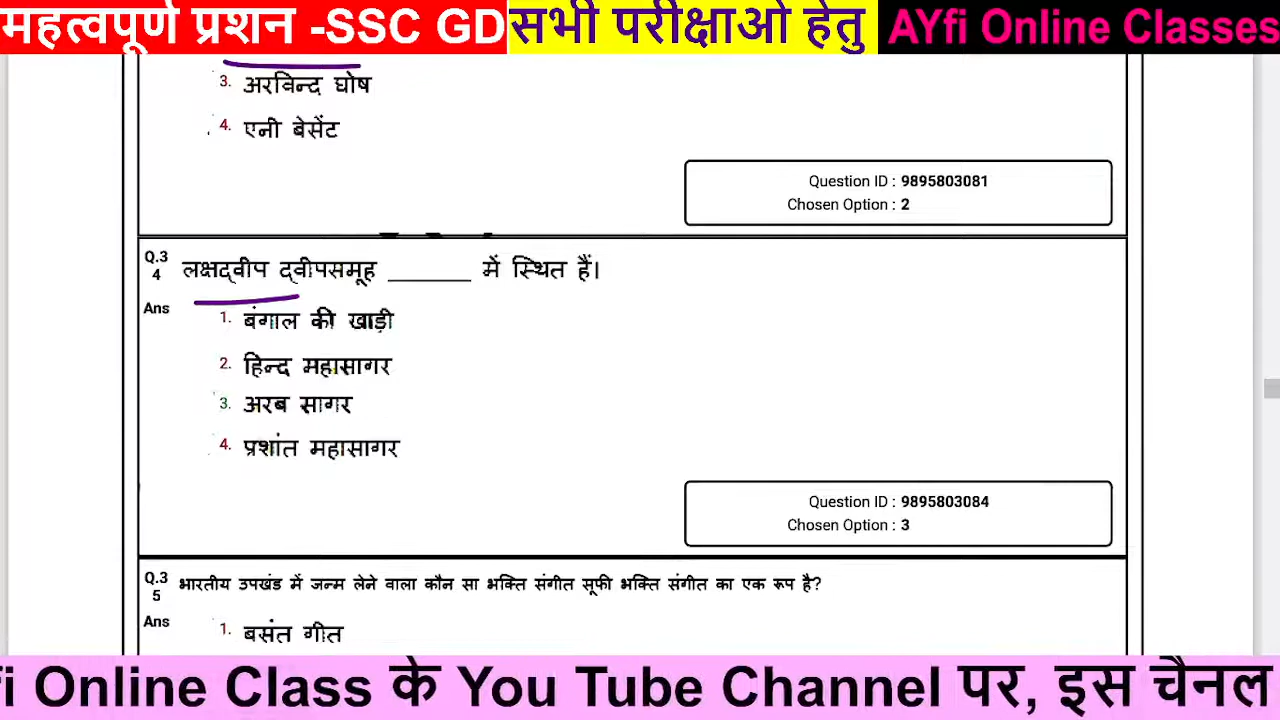 महत्वपूर्ण प्रशन -SSC GD सभी परीक्षाओ हेतु AYfi Online Classes
3. अरविन्द घोष
4. एनी बेसेंट
Question ID : 9895803081
Chosen Option : 2
Q.34 लक्षद्वीप द्वीपसमूह _______ में स्थित हैं।
Ans
1. बंगाल की खाड़ी
2. हिन्द महासागर
3. अरब सागर
4. प्रशांत महासागर
Question ID : 9895803084
Chosen Option : 3
Q.35 भारतीय उपखंड में जन्म लेने वाला कौन सा भक्ति संगीत सूफी भक्ति संगीत का एक रूप है?
Ans
1. बसंत गीत
fi Online Class के You Tube Channel पर, इस चैनल